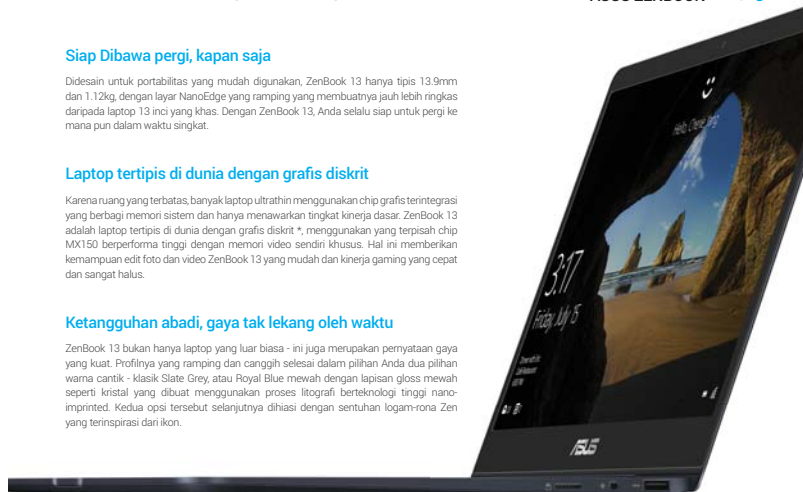 Siap Dibawa pergi, kapan saja
Didesain untuk portabilitas yang mudah digunakan, ZenBook 13 hanya tipis 13.9mm
dan 1.12kg, dengan layar NanoEdge yang ramping yang membuatnya jauh lebih ringkas
daripada laptop 13 inci yang khas. Dengan ZenBook 13, Anda selalu siap untuk pergi ke
mana pun dalam waktu singkat.
Laptop tertipis di dunia dengan grafis diskrit
Karena ruang yang terbatas, banyak laptop ultrathin menggunakan chip grafis terintegrasi
yang berbagi memori sistem dan hanya menawarkan tingkat kinerja dasar. ZenBook 13
adalah laptop tertipis di dunia dengan grafis diskrit *, menggunakan yang terpisah chip
MX150 berperforma tinggi dengan memori video sendiri khusus. Hal ini memberikan
kemampuan edit foto dan video ZenBook 13 yang mudah dan kinerja gaming yang cepat
dan sangat halus.
Ketangguhan abadi, gaya tak lekang oleh waktu
ZenBook 13 bukan hanya laptop yang luar biasa - ini juga merupakan pernyataan gaya
yang kuat. Profilnya yang ramping dan canggih selesai dalam pilihan Anda dua pilihan
warna cantik - klasik Slate Grey, atau Royal Blue mewah dengan lapisan gloss mewah
seperti kristal yang dibuat menggunakan proses litografi berteknologi tinggi nano-
imprinted. Kedua opsi tersebut selanjutnya dihiasi dengan sentuhan logam-rona Zen
yang terinspirasi dari ikon.
Hello, Yang
3:17
Friday, July 15
ASUS